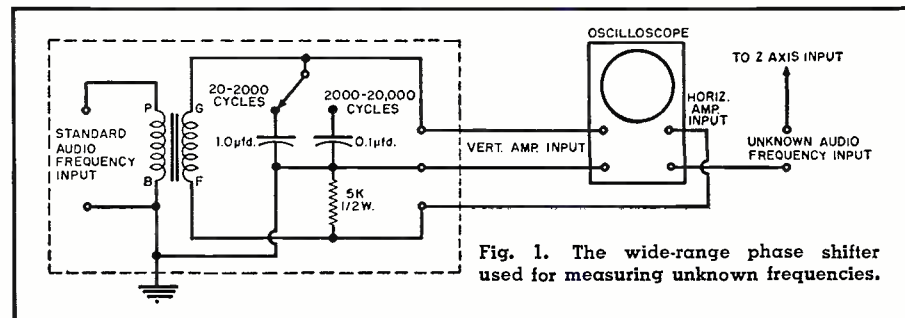 OSCILLOSCOPE
TO Z AXIS INPUT
20-2000
CYCLES
2000-20,000
CYCLES
HORIZ.
AMP.
INPUT
P
G
STANDARD
AUDIO
FREQUENCY
INPUT
1.0µfd.
0.1µfd.
VERT. AMP. INPUT
UNKNOWN AUDIO
FREQUENCY INPUT
B
F
5K
1/2W.
Fig. 1. The wide-range phase shifter
used for measuring unknown frequencies.